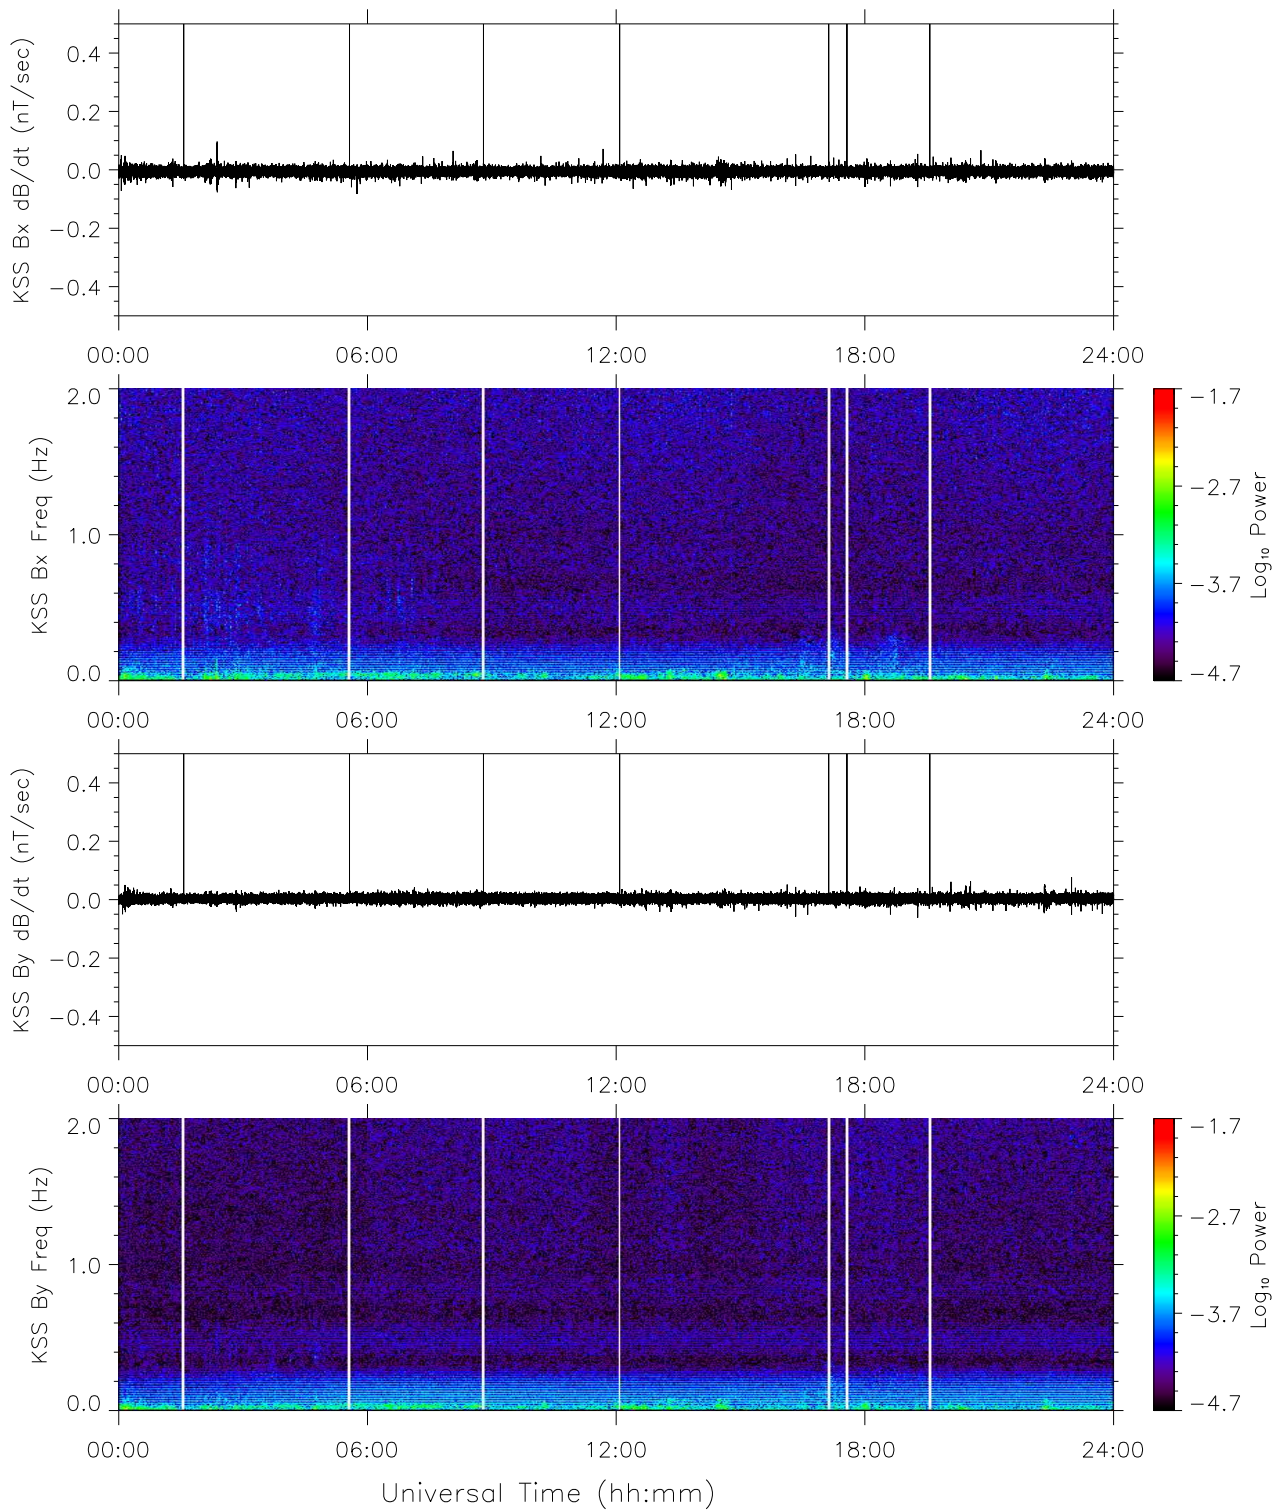 KSS Bx dB/dt (nT/sec)
0.4
0.2
0.0
−0.2
−0.4
00:00 06:00 12:00 18:00 24:00
KSS Bx Freq (Hz)
2.0
1.0
0.0
00:00 06:00 12:00 18:00 24:00
−1.7
−2.7
−3.7
−4.7
Log₁₀ Power
KSS By dB/dt (nT/sec)
0.4
0.2
0.0
−0.2
−0.4
00:00 06:00 12:00 18:00 24:00
KSS By Freq (Hz)
2.0
1.0
0.0
00:00 06:00 12:00 18:00 24:00
−1.7
−2.7
−3.7
−4.7
Log₁₀ Power
Universal Time (hh:mm)